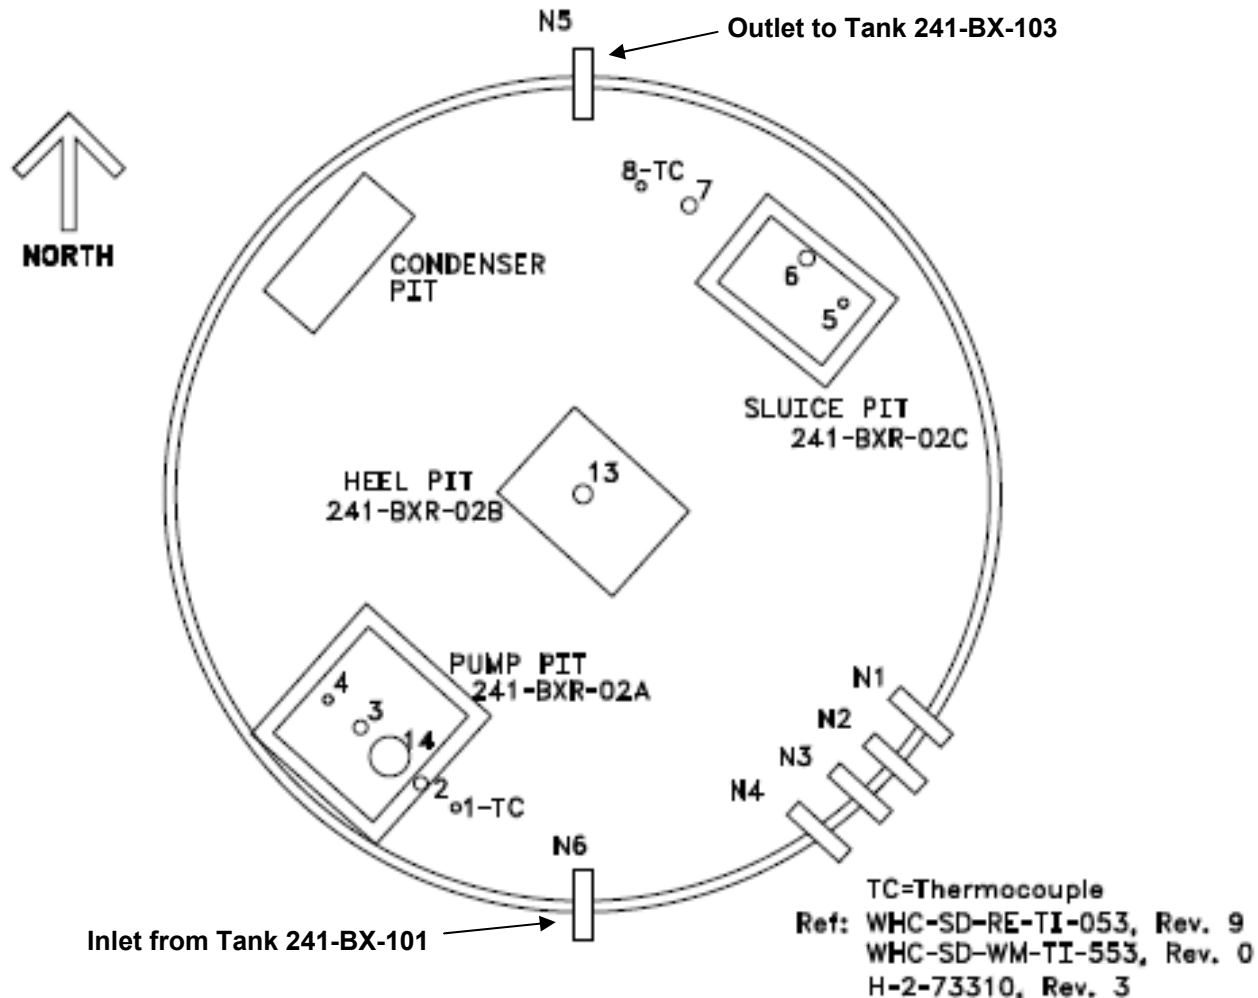 N5
Outlet to Tank 241-BX-103
NORTH
8-TC
7
CONDENSER
PIT
6
5
SLUICE PIT
241-BXR-02C
13
HEEL PIT
241-BXR-02B
PUMP PIT
241-BXR-02A
4
3
14
2
1-TC
N1
N2
N3
N4
N6
Inlet from Tank 241-BX-101
TC=Thermocouple
Ref: WHC-SD-RE-TI-053, Rev. 9
WHC-SD-WM-TI-553, Rev. 0
H-2-73310, Rev. 3